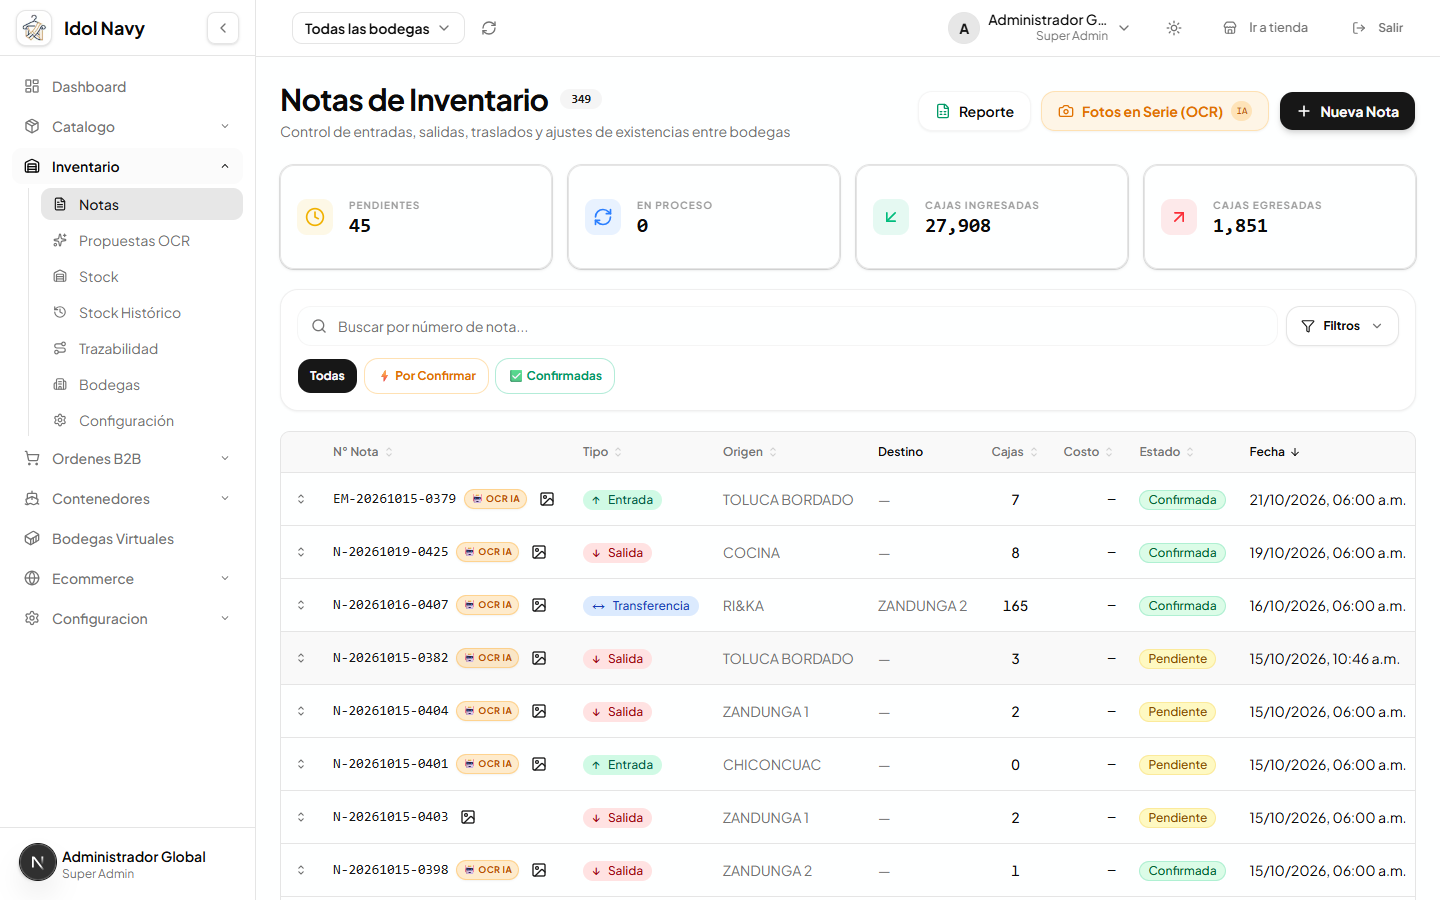 Idol Navy
Todas las bodegas
A
Administrador G...
Super Admin
Ir a tienda
Salir
Dashboard
Catalogo
Inventario
Notas
Propuestas OCR
Stock
Stock Histórico
Trazabilidad
Bodegas
Configuración
Ordenes B2B
Contenedores
Bodegas Virtuales
Ecommerce
Configuracion
N
Administrador Global
Super Admin
Notas de Inventario 349
Control de entradas, salidas, traslados y ajustes de existencias entre bodegas
Reporte
Fotos en Serie (OCR) IA
Nueva Nota
PENDIENTES
45
EN PROCESO
0
CAJAS INGRESADAS
27,908
CAJAS EGRESADAS
1,851
Buscar por número de nota...
Filtros
Todas
Por Confirmar
Confirmadas
N° Nota Tipo Origen Destino Cajas Costo Estado Fecha
EM-20261015-0379 OCR IA Entrada TOLUCA BORDADO — 7 — Confirmada 21/10/2026, 06:00 a.m.
N-20261019-0425 OCR IA Salida COCINA — 8 — Confirmada 19/10/2026, 06:00 a.m.
N-20261016-0407 OCR IA Transferencia RI&KA ZANDUNGA 2 165 — Confirmada 16/10/2026, 06:00 a.m.
N-20261015-0382 OCR IA Salida TOLUCA BORDADO — 3 — Pendiente 15/10/2026, 10:46 a.m.
N-20261015-0404 OCR IA Salida ZANDUNGA 1 — 2 — Pendiente 15/10/2026, 06:00 a.m.
N-20261015-0401 OCR IA Entrada CHICONCUAC — 0 — Pendiente 15/10/2026, 06:00 a.m.
N-20261015-0403 Salida ZANDUNGA 1 — 2 — Pendiente 15/10/2026, 06:00 a.m.
N-20261015-0398 OCR IA Salida ZANDUNGA 2 — 1 — Confirmada 15/10/2026, 06:00 a.m.